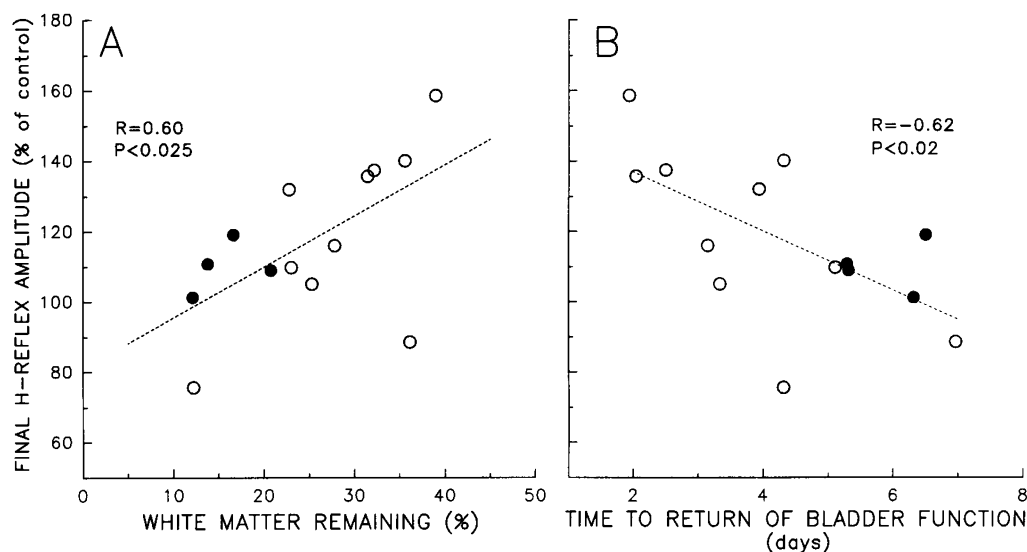 A
B
FINAL H-REFLEX AMPLITUDE (% of control)
180
160
140
120
100
80
60
R=0.60
P<0.025
R=-0.62
P<0.02
0
10
20
30
40
50
2
4
6
8
WHITE MATTER REMAINING (%)
TIME TO RETURN OF BLADDER FUNCTION
(days)